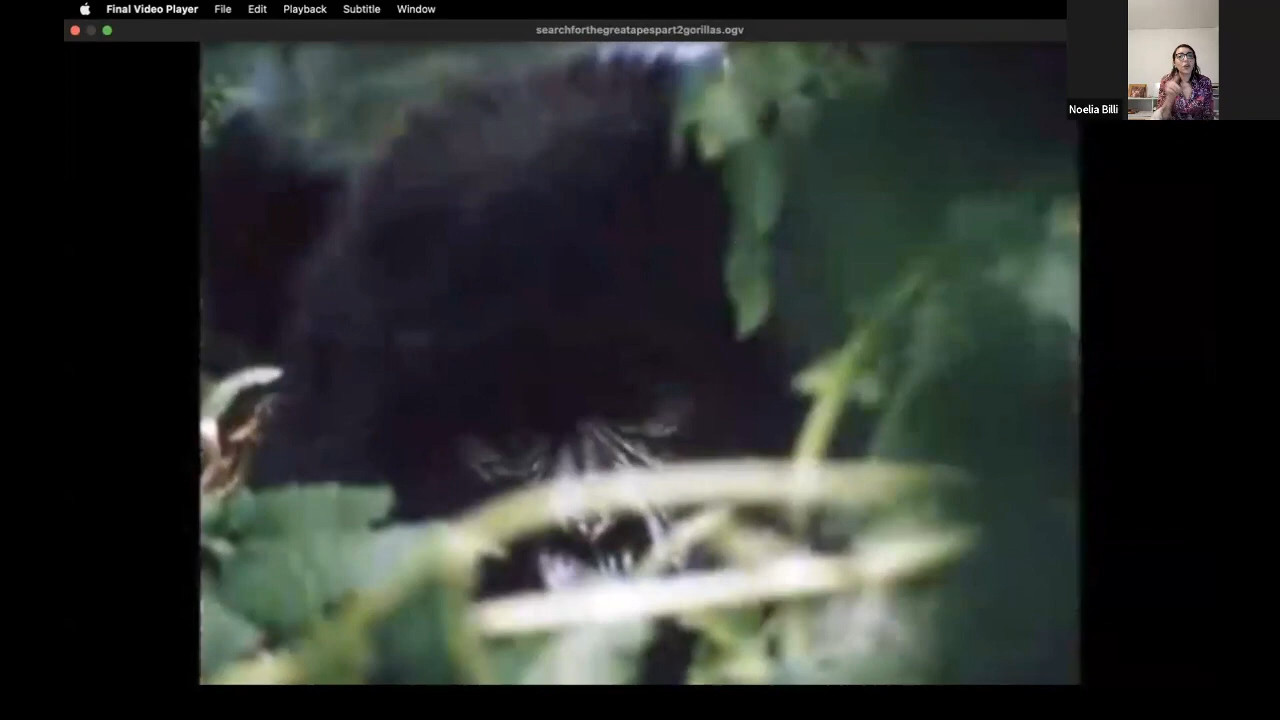 Final Video Player File Edit Playback Subtitle Window
searchforthegreatapespart2gorillas.ogv
Noelia Billi